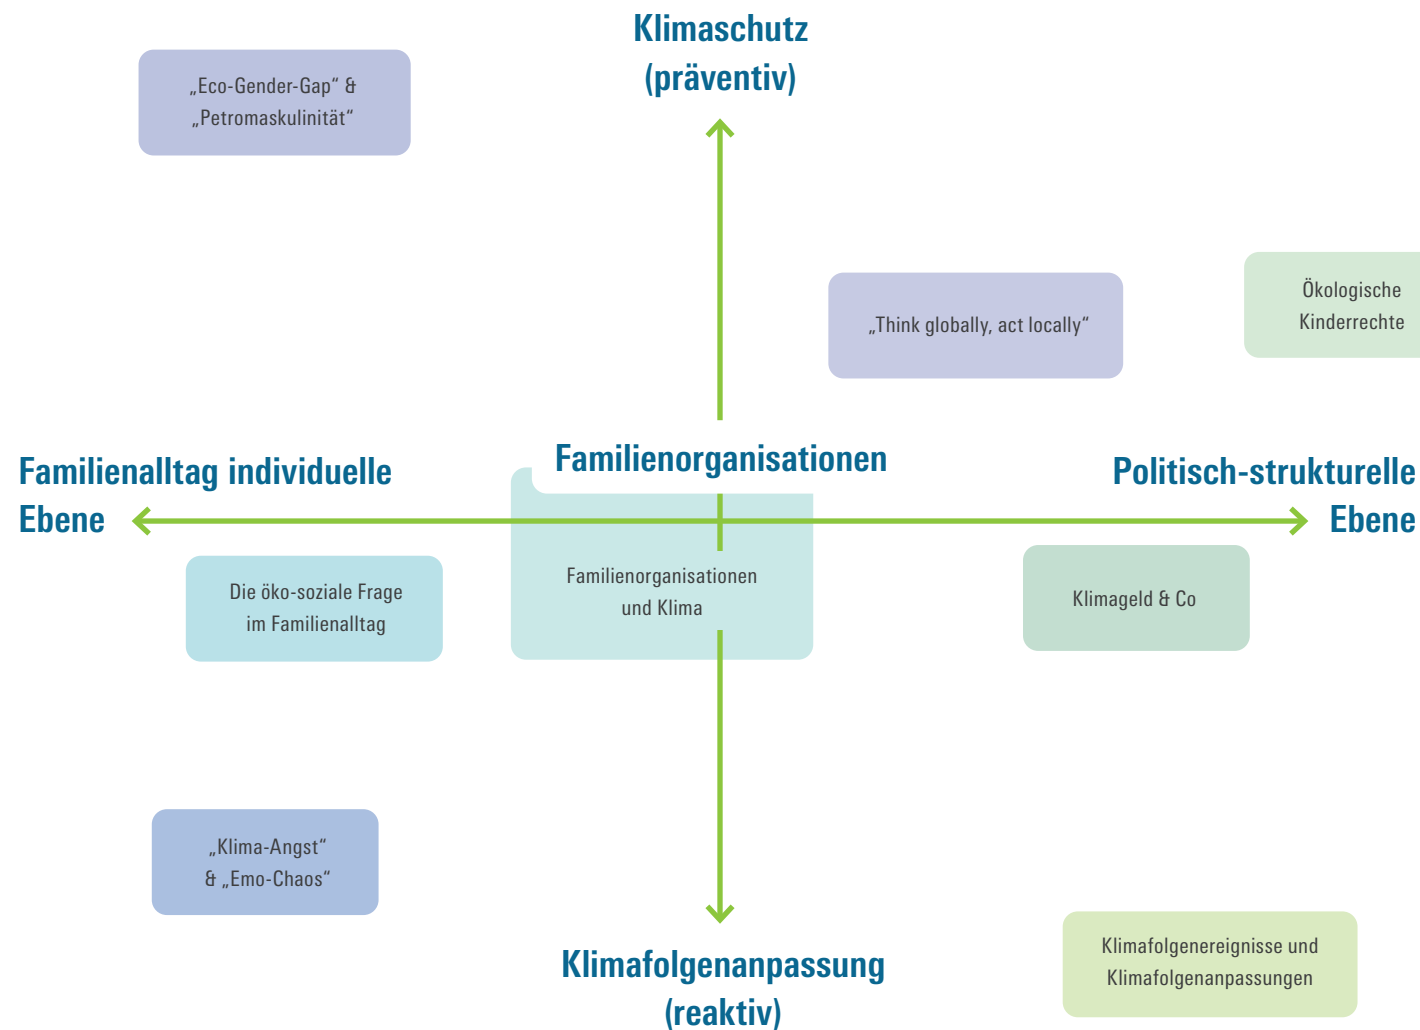 Klimaschutz
(präventiv)
„Eco-Gender-Gap“ &
„Petromaskulinität“
„Think globally, act locally“
Ökologische
Kinderrechte
Familienalltag individuelle
Ebene
Familienorganisationen
Politisch-strukturelle
Ebene
Die öko-soziale Frage
im Familienalltag
Familienorganisationen
und Klima
Klimageld & Co
„Klima-Angst“
& „Emo-Chaos“
Klimafolgenanpassung
(reaktiv)
Klimafolgenereignisse und
Klimafolgenanpassungen